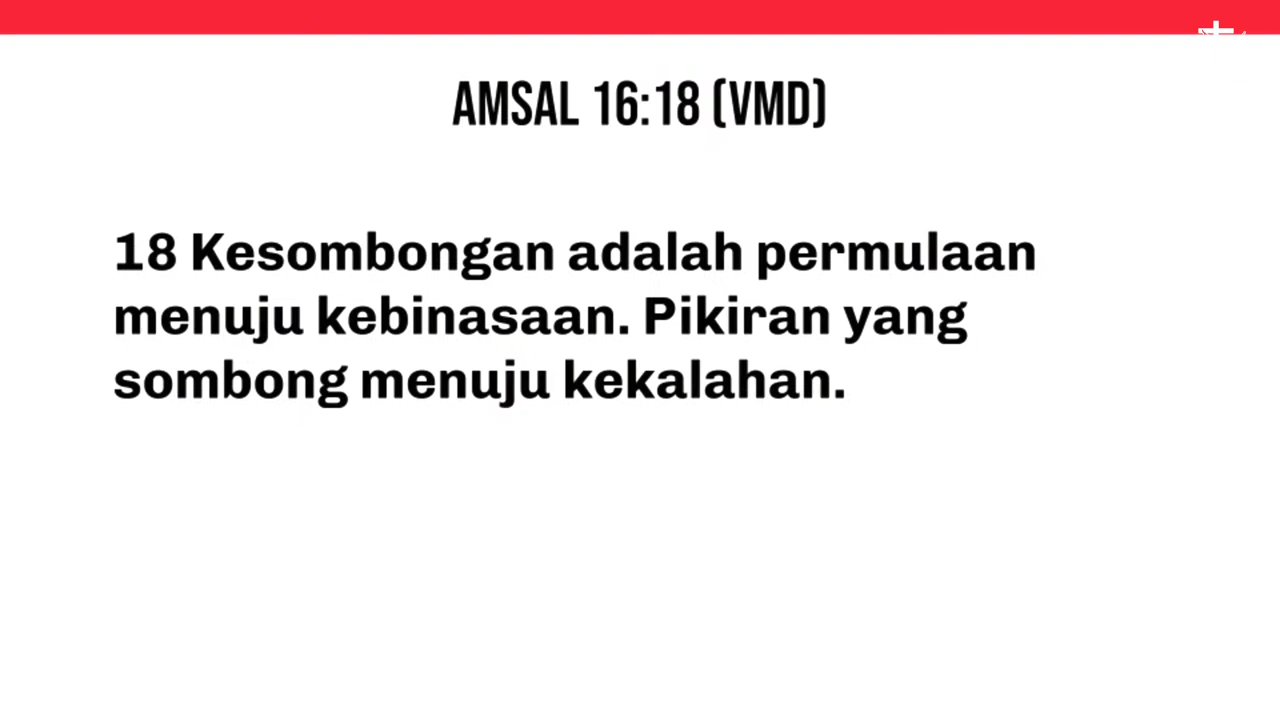 AMSAL 16:18 (VMD)
18 Kesombongan adalah permulaan
menuju kebinasaan. Pikiran yang
sombong menuju kekalahan.